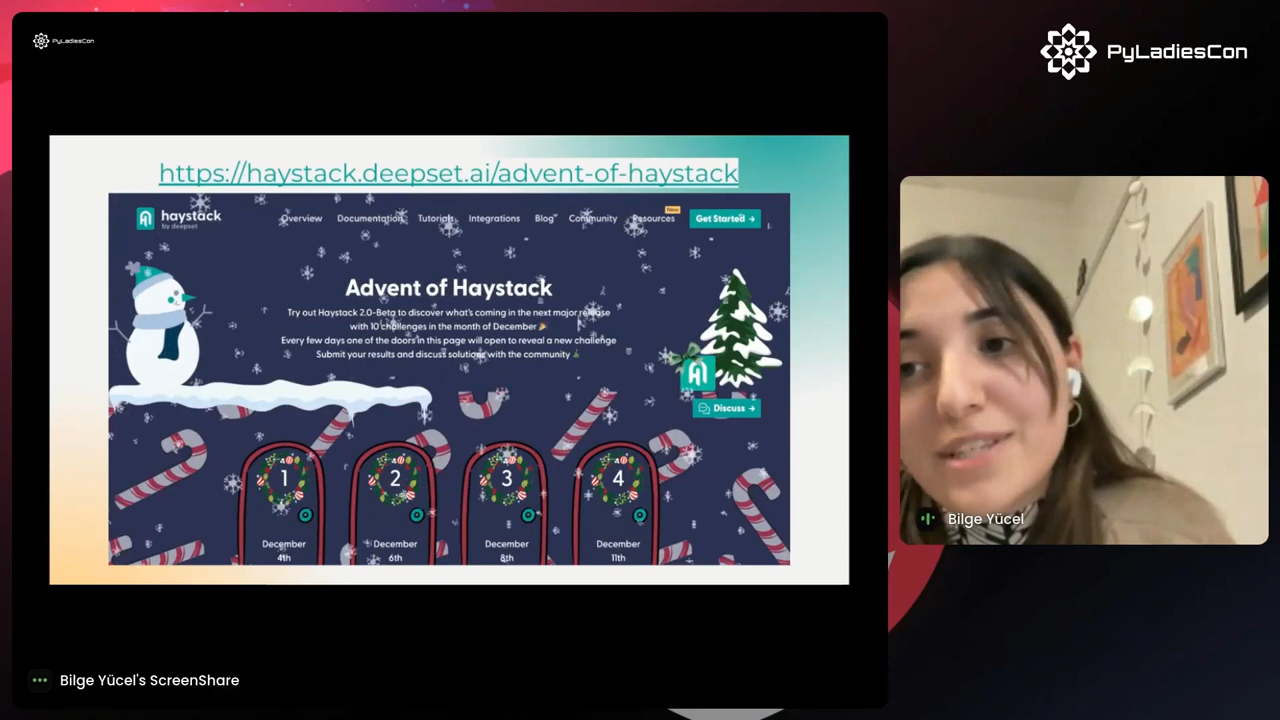 PyLadiesCon
PyLadiesCon
https://haystack.deepset.ai/advent-of-haystack
haystack
by deepset
Overview
Documentation
Tutorials
Integrations
Blog
Community
Resources
New
Get Started →
Advent of Haystack
Try out Haystack 2.0-Beta to discover what's coming in the next major release
with 10 challenges in the month of December 🎉
Every few days one of the doors in this page will open to reveal a new challenge
Submit your results and discuss solutions with the community
Discuss →
1
2
3
4
December
4th
December
6th
December
8th
December
11th
Bilge Yücel
Bilge Yücel's ScreenShare